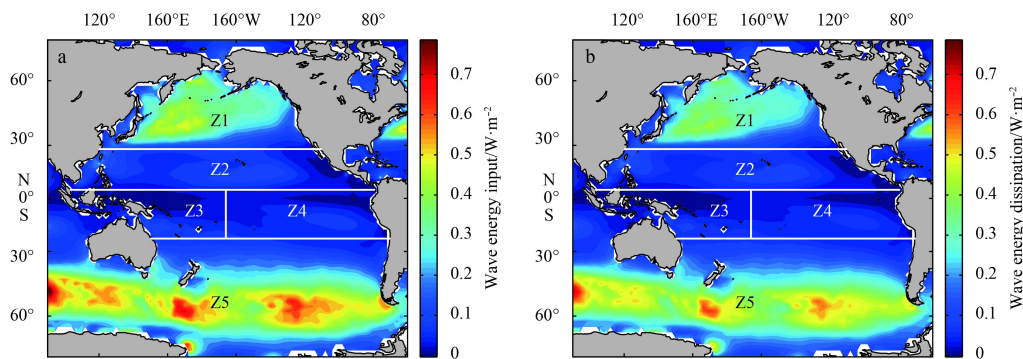 120° 160°E 160°W 120° 80°
a
60°
30°
N
0°
S
30°
60°
Z1
Z2
Z3 Z4
Z5
0.7
0.6
0.5
0.4
0.3
0.2
0.1
0
Wave energy input/W·m⁻²
120° 160°E 160°W 120° 80°
b
60°
30°
N
0°
S
30°
60°
Z1
Z2
Z3 Z4
Z5
0.7
0.6
0.5
0.4
0.3
0.2
0.1
0
Wave energy dissipation/W·m⁻²